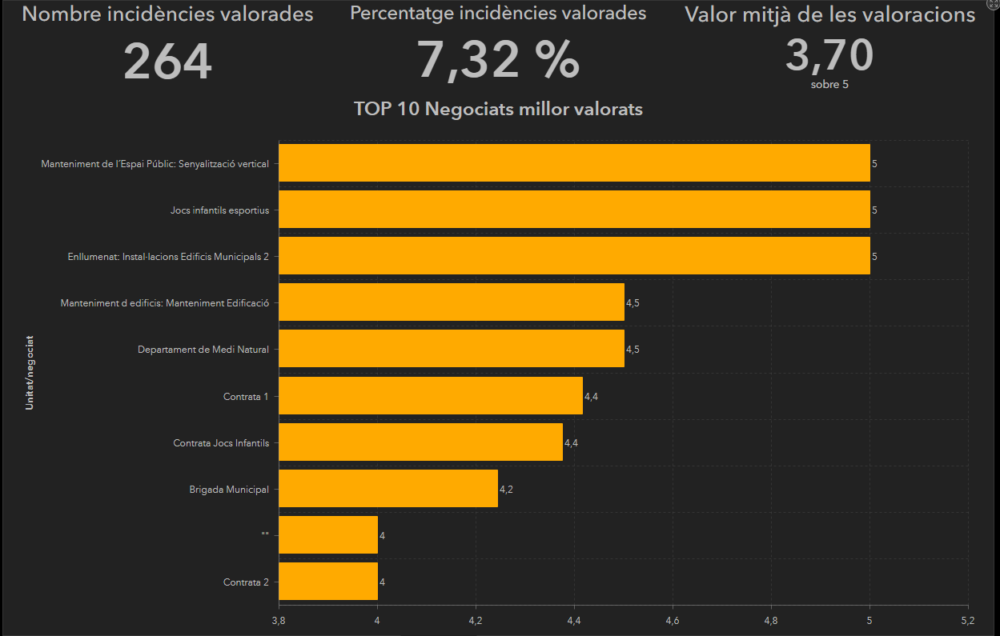 Nombre incidències valorades
264
Percentatge incidències valorades
7,32 %
Valor mitjà de les valoracions
3,70
sobre 5
TOP 10 Negociats millor valorats
Unitat/negociat
Manteniment de l´Espai Públic: Senyalització vertical
5
Jocs infantils esportius
5
Enllumenat: Instal·lacions Edificis Municipals 2
5
Manteniment d edificis: Manteniment Edificació
4,5
Departament de Medi Natural
4,5
Contrata 1
4,4
Contrata Jocs Infantils
4,4
Brigada Municipal
4,2
""
4
Contrata 2
4
3,8 4 4,2 4,4 4,6 4,8 5 5,2